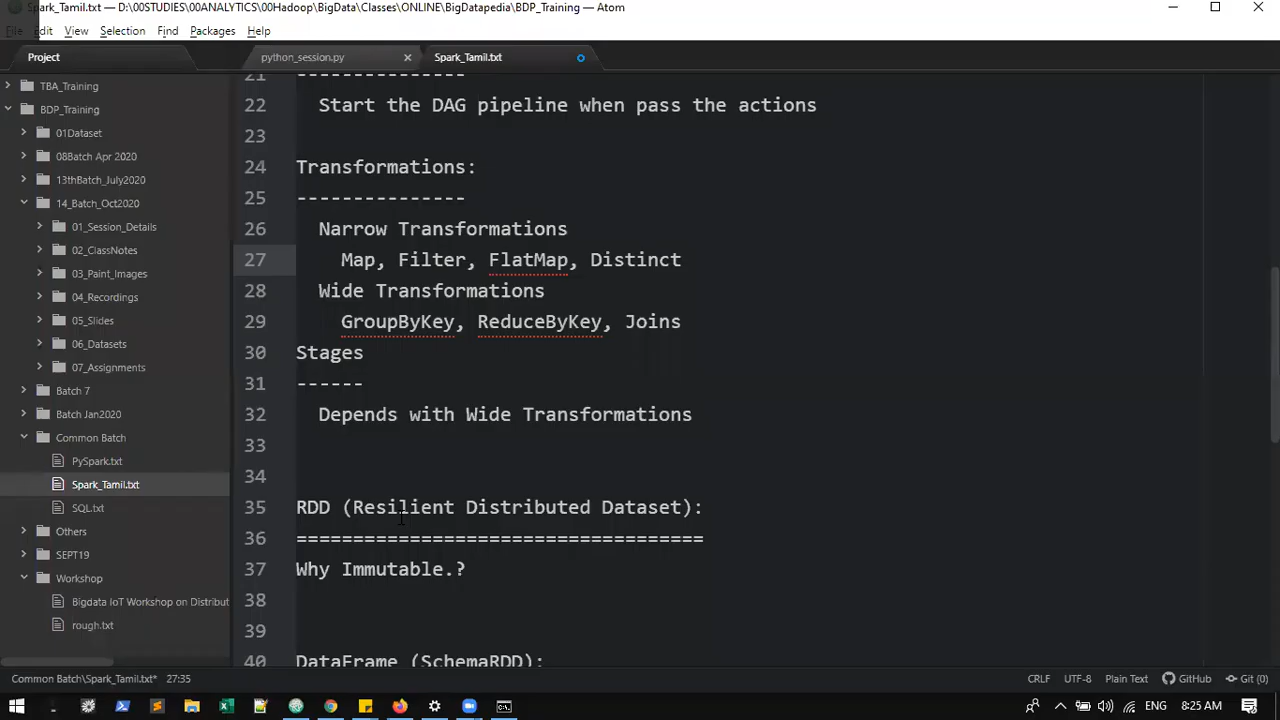 Spark_Tamil.txt — D:\00STUDIES\00ANALYTICS\00Hadoop\BigData\Classes\ONLINE\BigDatapedia\BDP_Training — Atom
File Edit View Selection Find Packages Help
Project
python_session.py
Spark_Tamil.txt
TBA_Training
BDP_Training
01Dataset
08Batch Apr 2020
13thBatch_July2020
14_Batch_Oct2020
01_Session_Details
02_ClassNotes
03_Paint_Images
04_Recordings
05_Slides
06_Datasets
07_Assignments
Batch 7
Batch Jan2020
Common Batch
PySpark.txt
Spark_Tamil.txt
SQL.txt
Others
SEPT19
Workshop
Bigdata IoT Workshop on Distribut
rough.txt
21 ---------------
22 Start the DAG pipeline when pass the actions
23
24 Transformations:
25 ---------------
26 Narrow Transformations
27 Map, Filter, FlatMap, Distinct
28 Wide Transformations
29 GroupByKey, ReduceByKey, Joins
30 Stages
31 ------
32 Depends with Wide Transformations
33
34
35 RDD (Resilient Distributed Dataset):
36 ====================================
37 Why Immutable.?
38
39
40 DataFrame (SchemaRDD):
Common Batch\Spark_Tamil.txt* 27:35
CRLF UTF-8 Plain Text GitHub Git (0)
ENG 8:25 AM